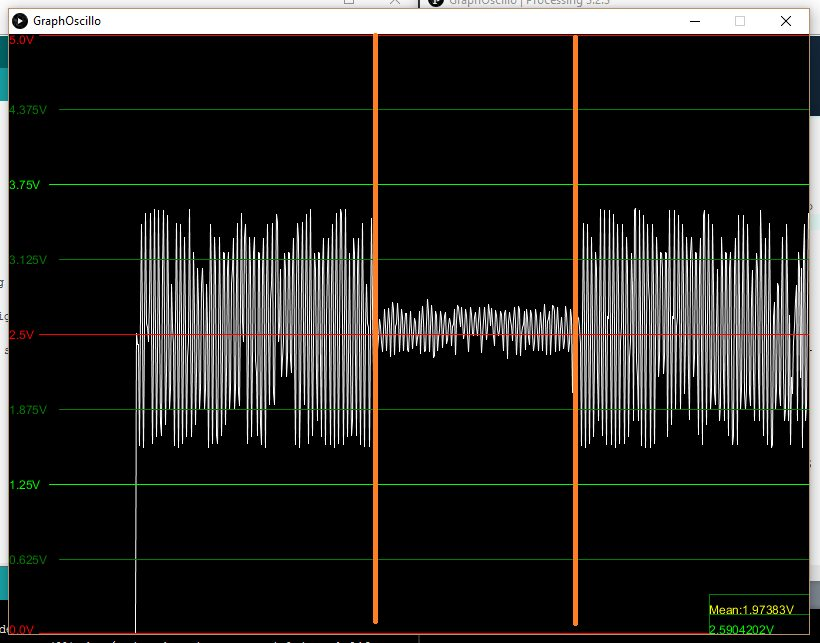 GraphOscillo | Processing 3.2.3
GraphOscillo
5.0V
4.375V
3.75V
3.125V
2.5V
1.875V
1.25V
0.625V
0.0V
Mean:1.97383V
2.5904202V